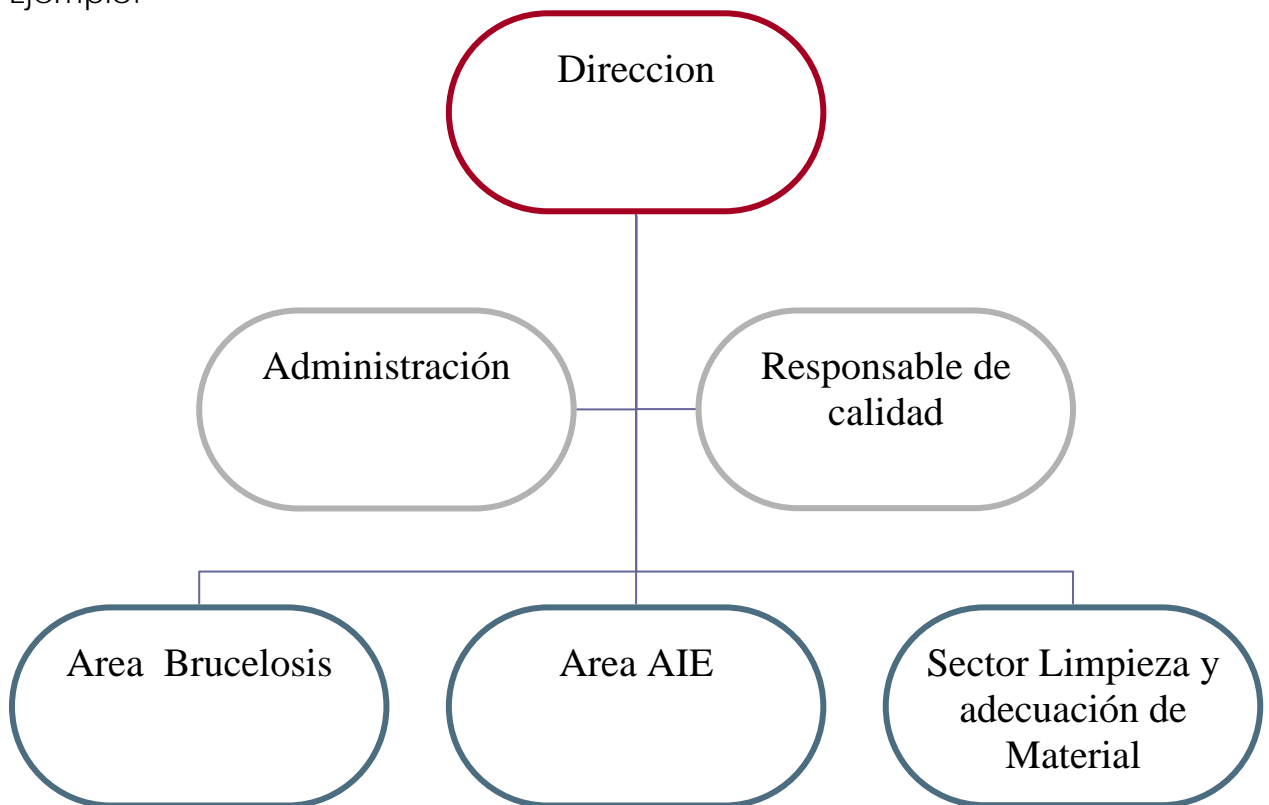 Ejemplo:
Direccion
Administración
Responsable de
calidad
Area Brucelosis
Area AIE
Sector Limpieza y
adecuación de
Material